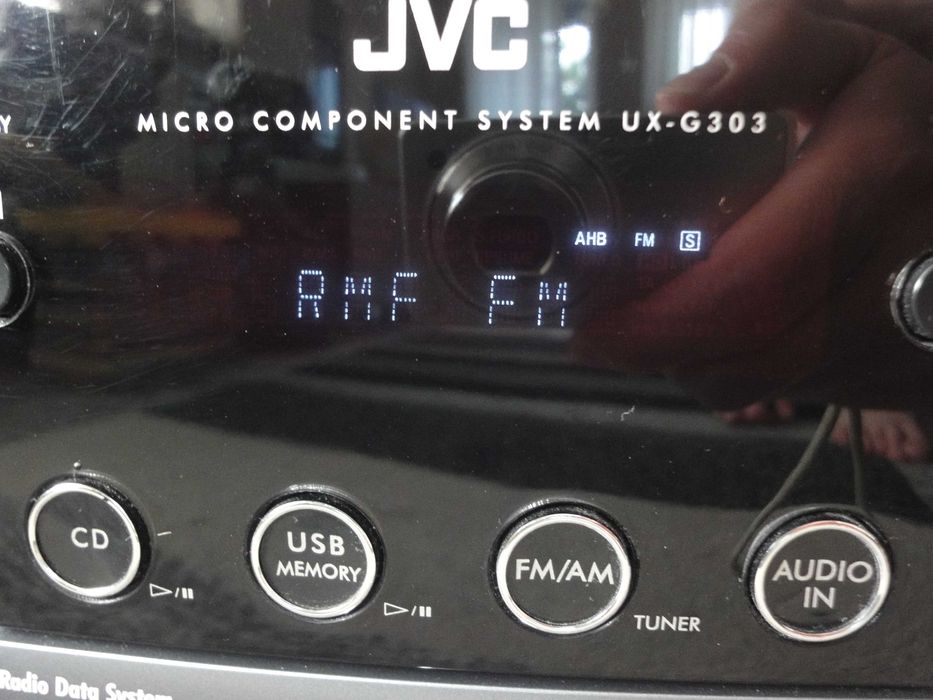 JVC
MICRO COMPONENT SYSTEM UX-G303
AHB FM S
RMF FM
CD
USB
MEMORY
FM/AM
TUNER
AUDIO
IN
Radio Data System